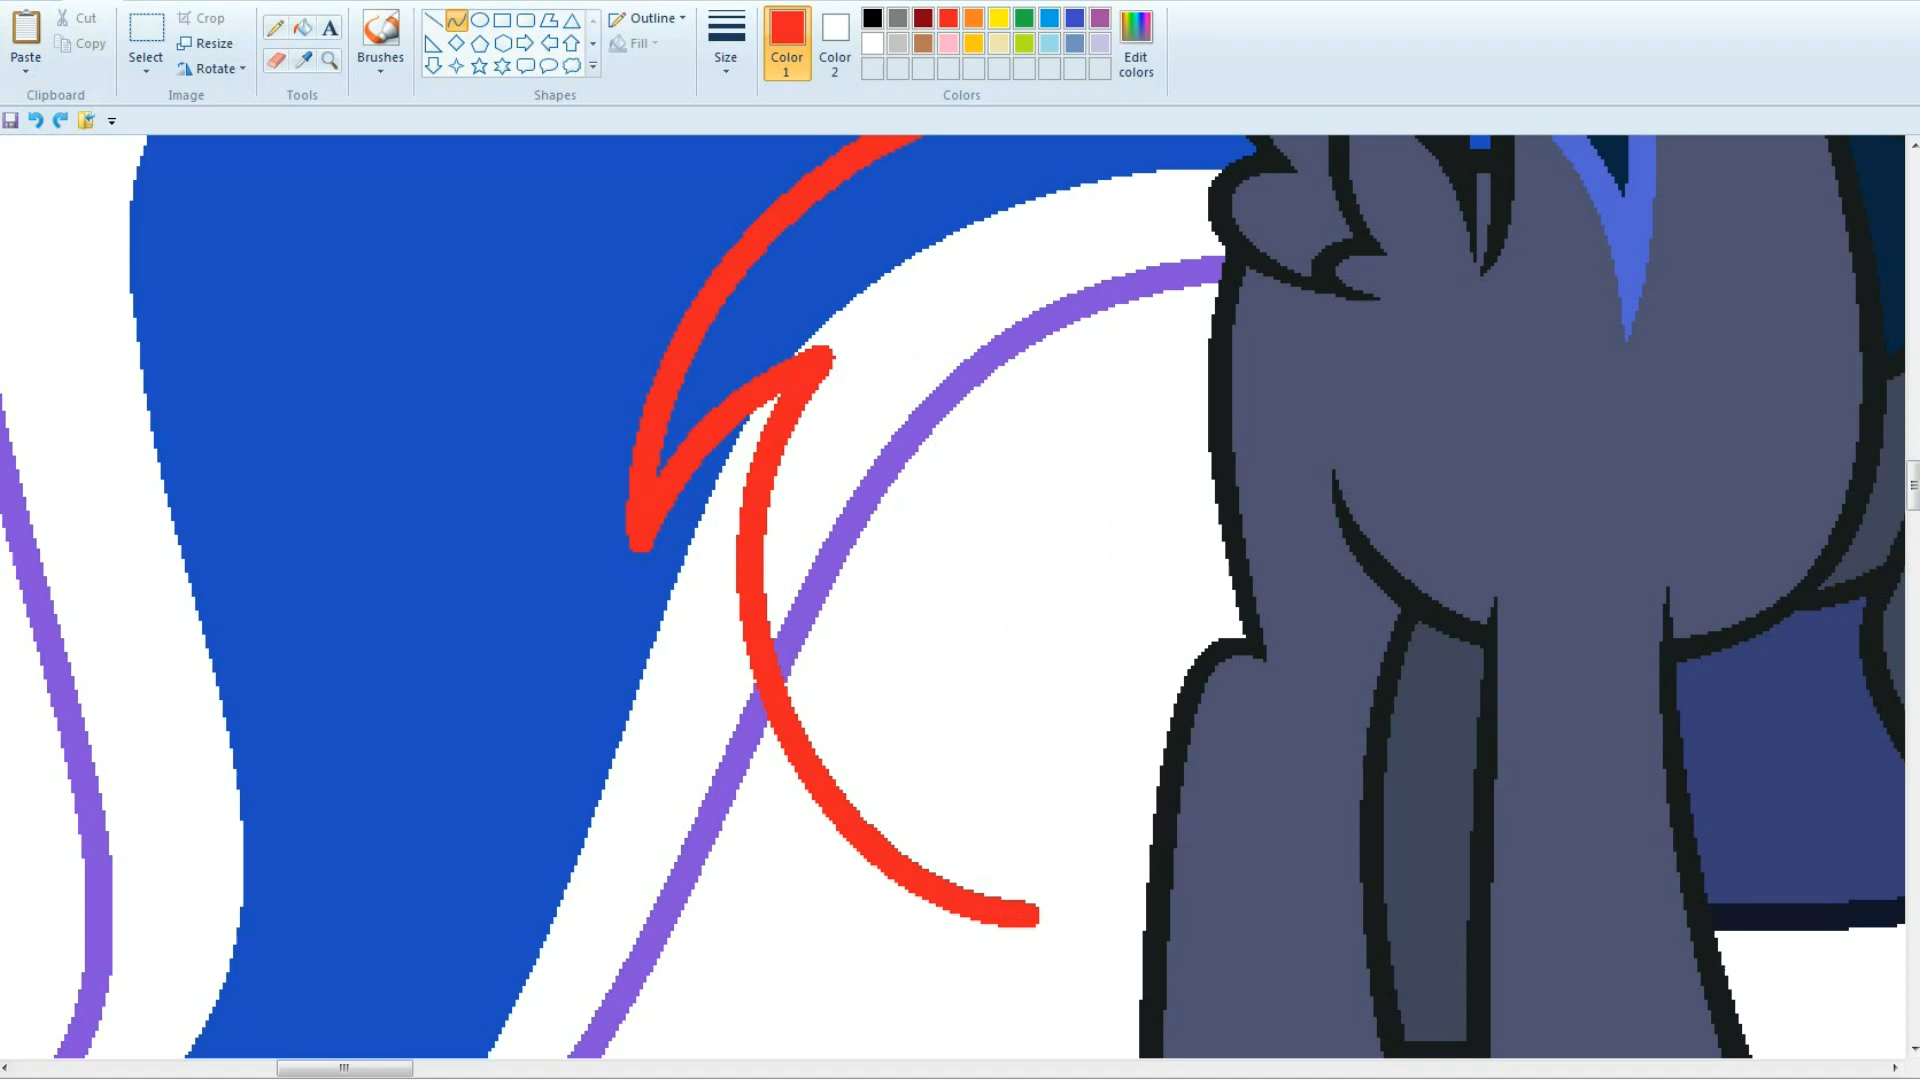 Paste
Cut
Copy
Clipboard
Select
Crop
Resize
Rotate
Image
A
Tools
Brushes
Shapes
Outline
Fill
Size
Color
1
Color
2
Colors
Edit
colors